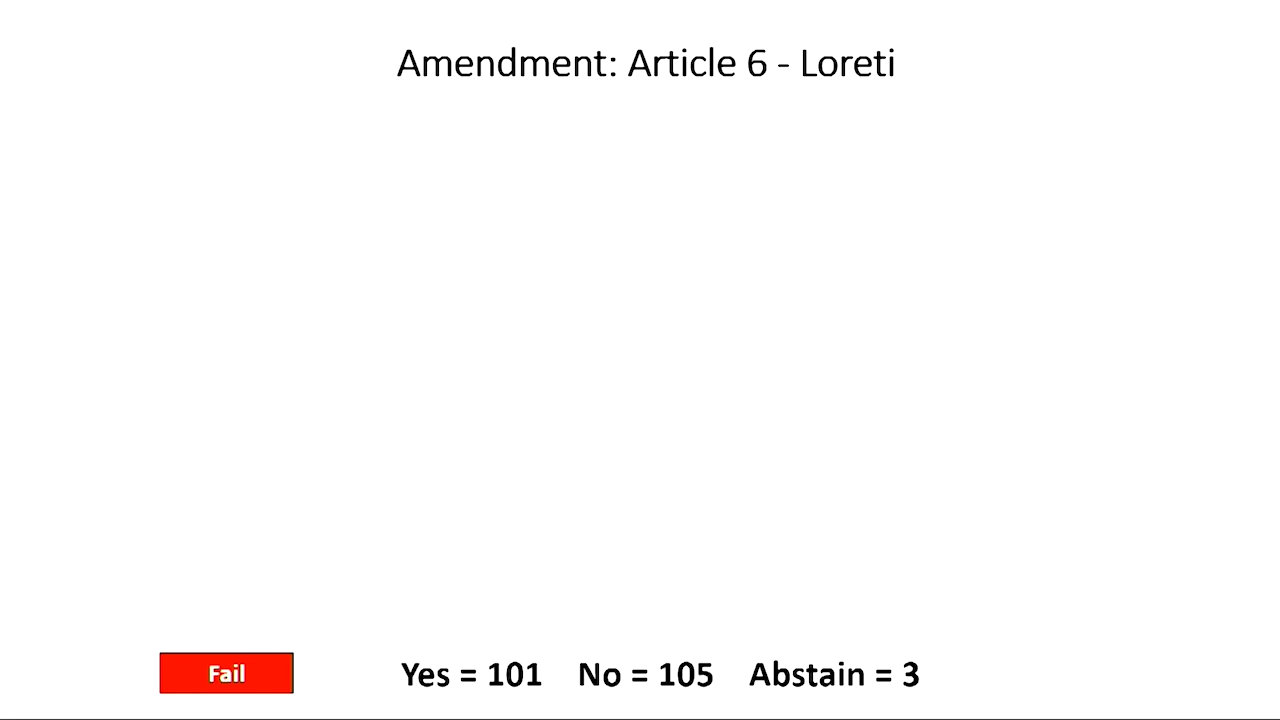 Amendment: Article 6 - Loreti
Fail Yes = 101 No = 105 Abstain = 3